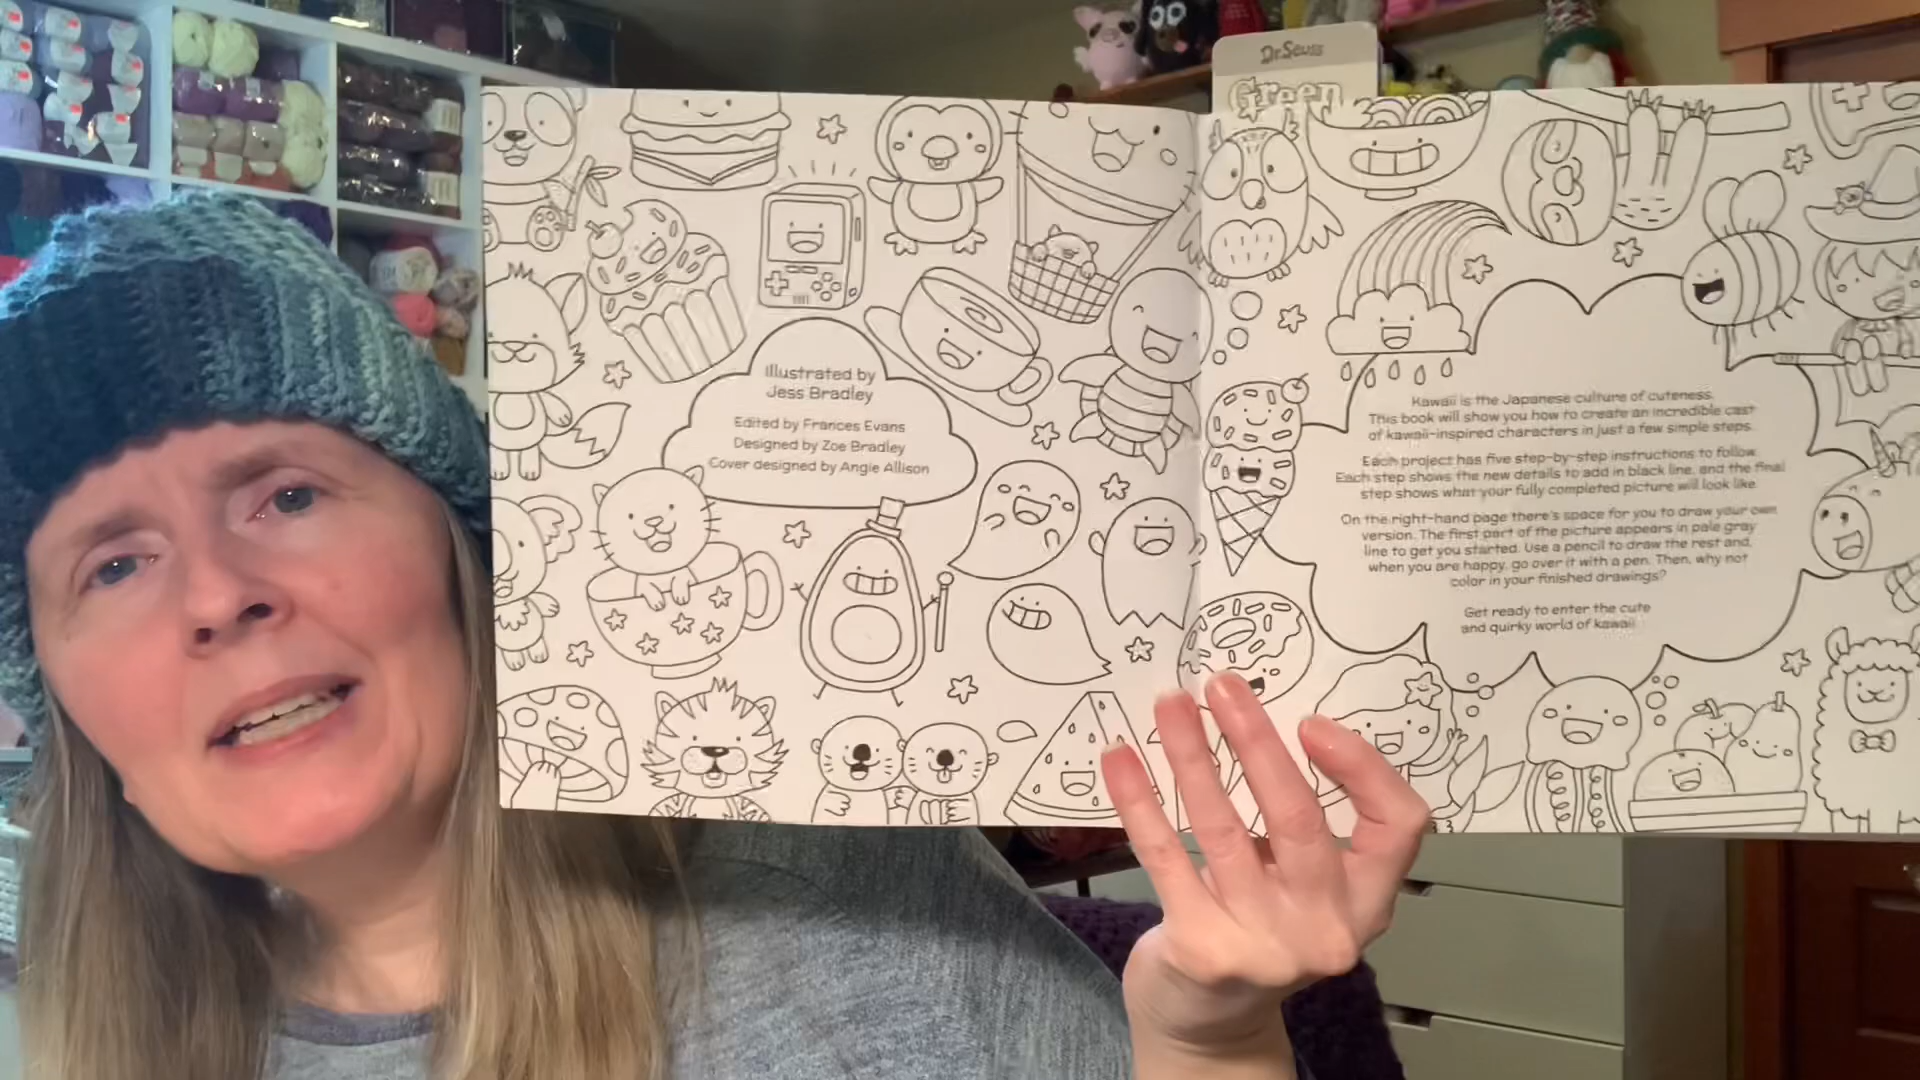 Dr. Seuss
Green
Illustrated by
Jess Bradley
Edited by Frances Evans
Designed by Zoe Bradley
Cover designed by Angie Allison
Kawaii is the Japanese culture of cuteness.
This book will show you how to create an incredible cast
of kawaii-inspired characters in just a few simple steps.
Each project has five step-by-step instructions to follow.
Each step shows the new details to add in black line, and the final
step shows what your fully completed picture will look like.
On the right-hand page there's space for you to draw your own
version. The first part of the picture appears in pale gray
line to get you started. Use a pencil to draw the rest and,
when you are happy, go over it with a pen. Then, why not
color in your finished drawings?
Get ready to enter the cute
and quirky world of kawaii